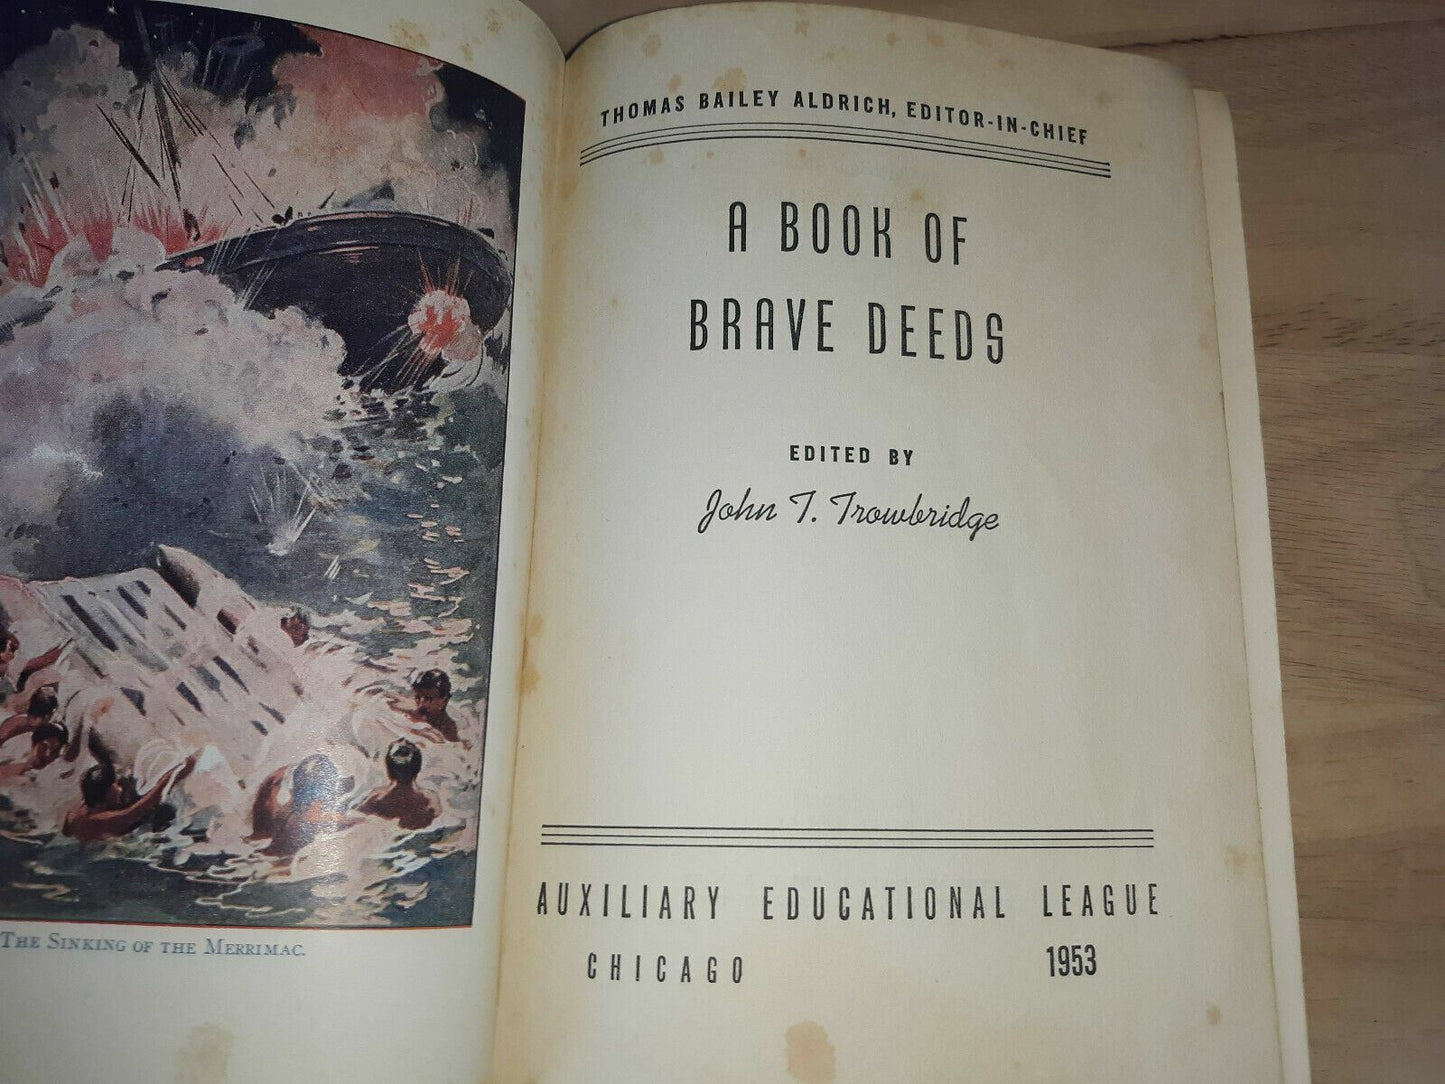 THE SINKING OF THE MERRIMAC.
THOMAS BAILEY ALDRICH, EDITOR-IN-CHIEF
A BOOK OF
BRAVE DEEDS
EDITED BY
John T. Trowbridge
AUXILIARY EDUCATIONAL LEAGUE
CHICAGO 1953